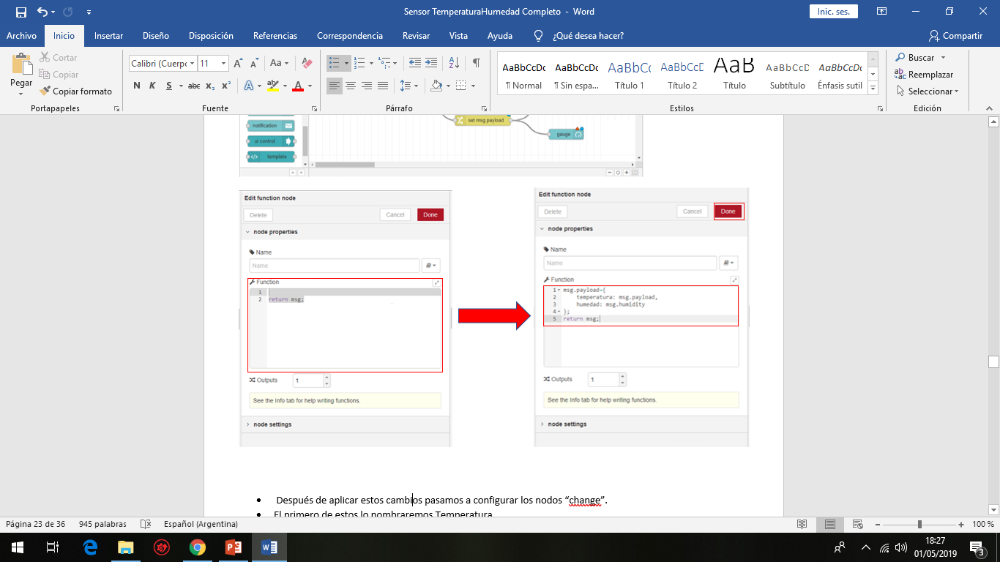 Sensor TemperaturaHumedad Completo - Word
Inic. ses.
Archivo Inicio Insertar Diseño Disposición Referencias Correspondencia Revisar Vista Ayuda ¿Qué desea hacer? Compartir
Pegar
Cortar
Copiar
Copiar formato
Portapapeles
Calibri (Cuerpo 11
Aa
N K S abc x₂ x²
Fuente
Párrafo
AaBbCcDc AaBbCcDc AaBbCc AaBbCcD AaB AaBbCcD AaBbCcDc
¶ Normal ¶ Sin espa... Título 1 Título 2 Título Subtítulo Énfasis sutil
Estilos
Buscar
Reemplazar
Seleccionar
Edición
notification
ui control
template
set msg.payload
gauge
Edit function node
Delete Cancel Done
node properties
Name
Name
Function
1
2 return msg;
Outputs 1
See the Info tab for help writing functions.
node settings
Edit function node
Delete Cancel Done
node properties
Name
Name
Function
1 msg.payload={
2 temperatura: msg.payload,
3 humedad: msg.humidity
4 };
5 return msg;
Outputs 1
See the Info tab for help writing functions.
node settings
• Después de aplicar estos cambios pasamos a configurar los nodos “change”.
• El primero de estos lo nombraremos Temperatura
Página 23 de 36 945 palabras Español (Argentina) 100 %
18:27
01/05/2019
3